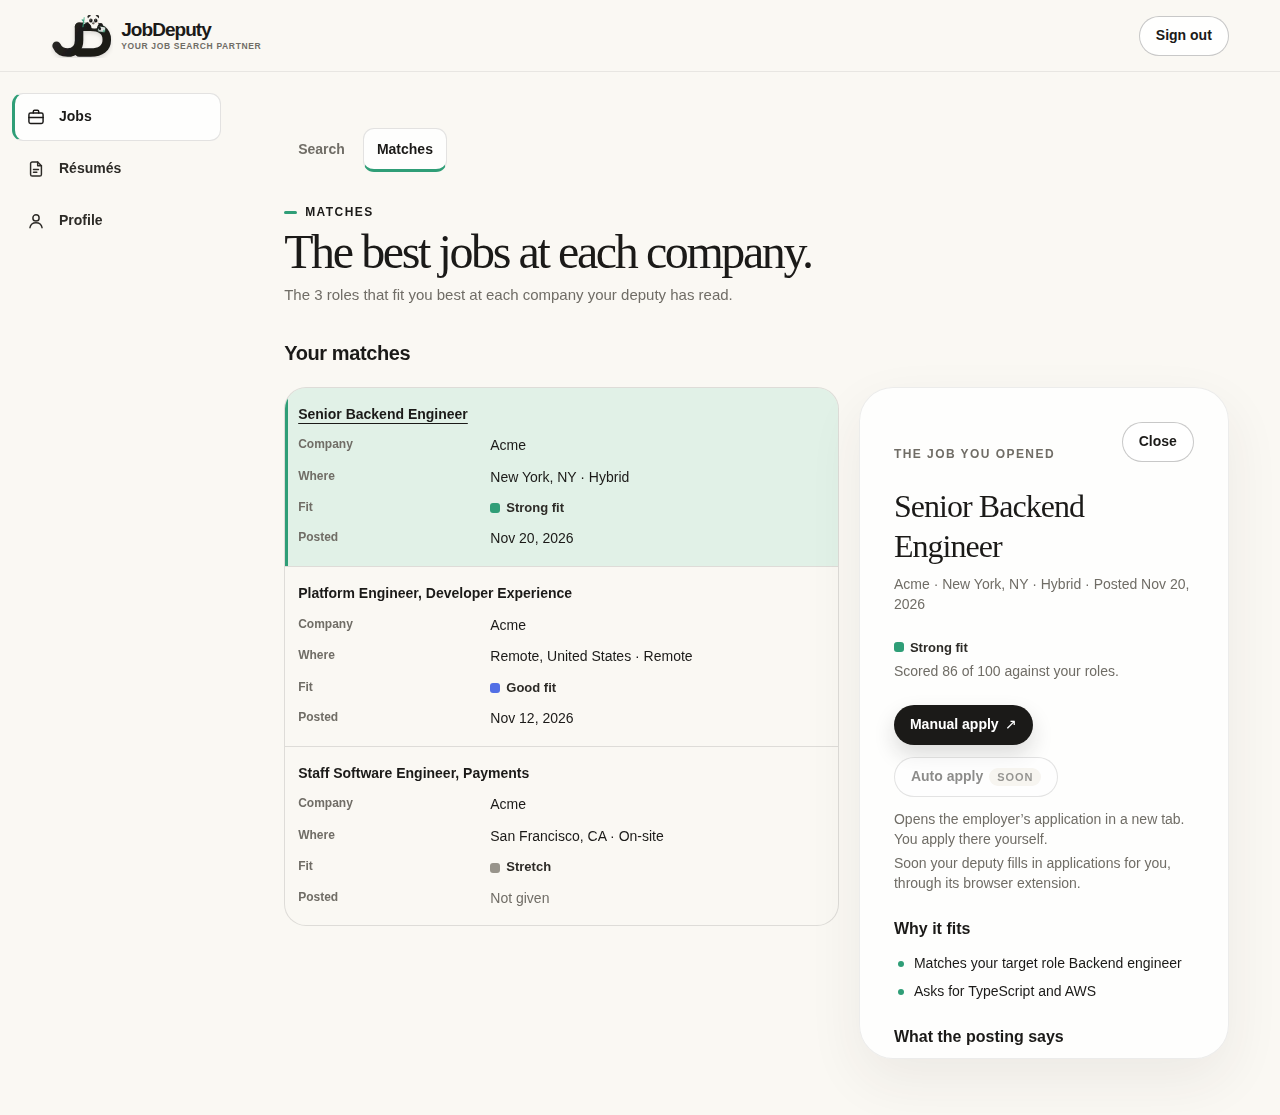 JobDeputy
YOUR JOB SEARCH PARTNER
Sign out
Jobs
Résumés
Profile
Search
Matches
MATCHES
The best jobs at each company.
The 3 roles that fit you best at each company your deputy has read.
Your matches
Senior Backend Engineer
Company Acme
Where New York, NY · Hybrid
Fit Strong fit
Posted Nov 20, 2026
Platform Engineer, Developer Experience
Company Acme
Where Remote, United States · Remote
Fit Good fit
Posted Nov 12, 2026
Staff Software Engineer, Payments
Company Acme
Where San Francisco, CA · On-site
Fit Stretch
Posted Not given
THE JOB YOU OPENED
Close
Senior Backend
Engineer
Acme · New York, NY · Hybrid · Posted Nov 20,
2026
Strong fit
Scored 86 of 100 against your roles.
Manual apply ↗
Auto apply SOON
Opens the employer’s application in a new tab.
You apply there yourself.
Soon your deputy fills in applications for you,
through its browser extension.
Why it fits
Matches your target role Backend engineer
Asks for TypeScript and AWS
What the posting says